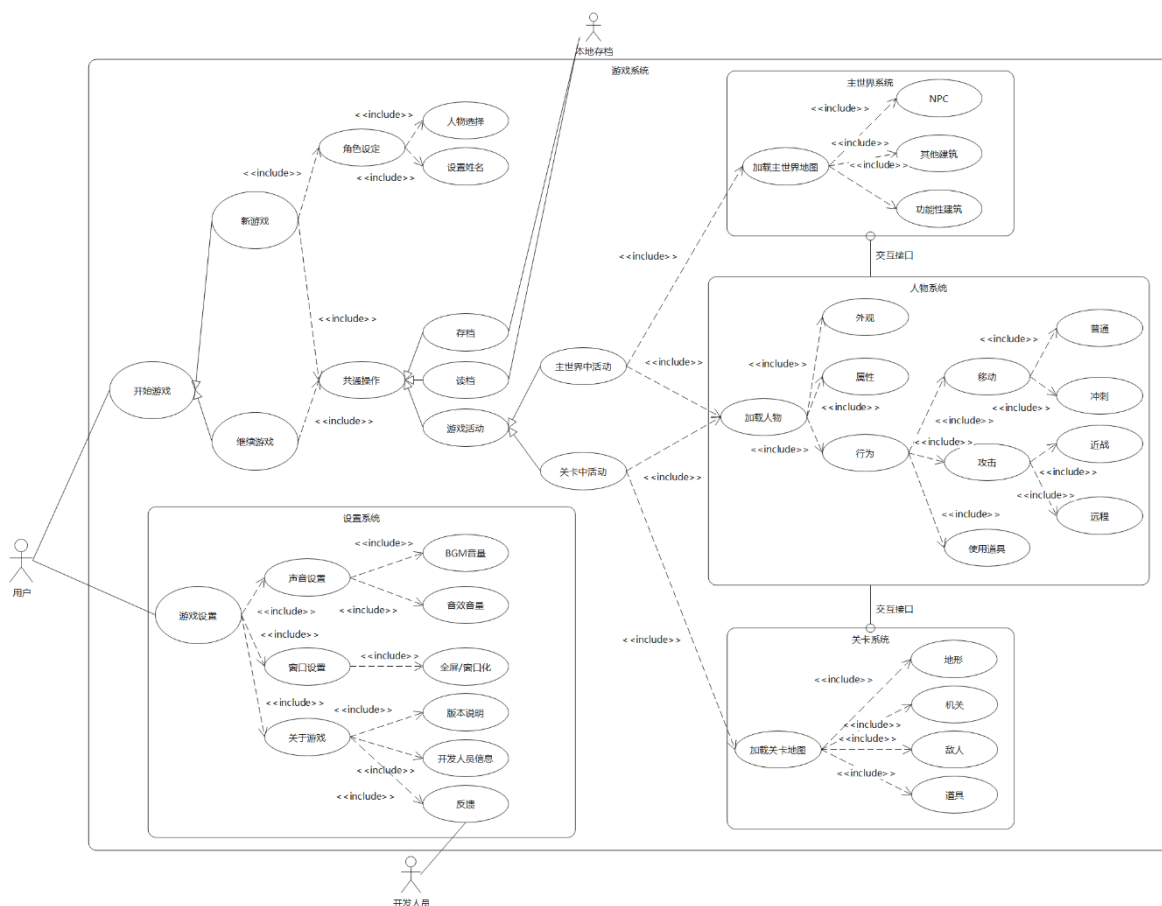 本地存档
游戏系统
主世界系统
<<include>>
NPC
人物选择
<<include>>
角色设定
<<include>>
其他建筑
加载主世界地图
<<include>>
设置姓名
<<include>>
<<include>>
新游戏
功能性建筑
<<include>>
交互接口
<<include>>
人物系统
<<include>>
外观
<<include>>
存档
普通
<<include>>
主世界中活动
<<include>>
开始游戏
共通操作
读档
属性
移动
<<include>>
冲刺
<<include>>
加载人物
<<include>>
继续游戏
游戏活动
<<include>>
<<include>>
近战
<<include>>
行为
攻击
关卡中活动
<<include>>
<<include>>
<<include>>
远程
设置系统
<<include>>
使用道具
用户
BGM音量
声音设置
音效音量
<<include>>
<<include>>
游戏设置
交互接口
<<include>>
<<include>>
关卡系统
<<include>>
窗口设置
全屏/窗口化
地形
<<include>>
<<include>>
<<include>>
版本说明
机关
<<include>>
关于游戏
<<include>>
加载关卡地图
敌人
开发人员信息
<<include>>
<<include>>
道具
<<include>>
反馈
开发人员